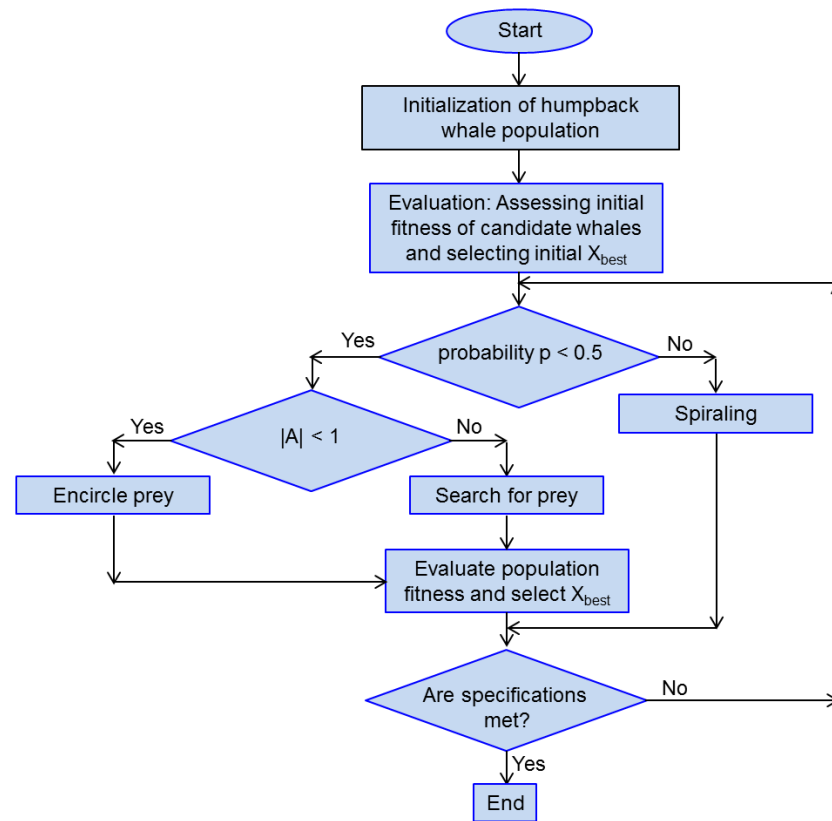 Start
Initialization of humpback
whale population
Evaluation: Assessing initial
fitness of candidate whales
and selecting initial Xbest
probability p < 0.5
Yes
No
|A| < 1
Yes
No
Spiraling
Encircle prey
Search for prey
Evaluate population
fitness and select Xbest
Are specifications
met?
No
Yes
End